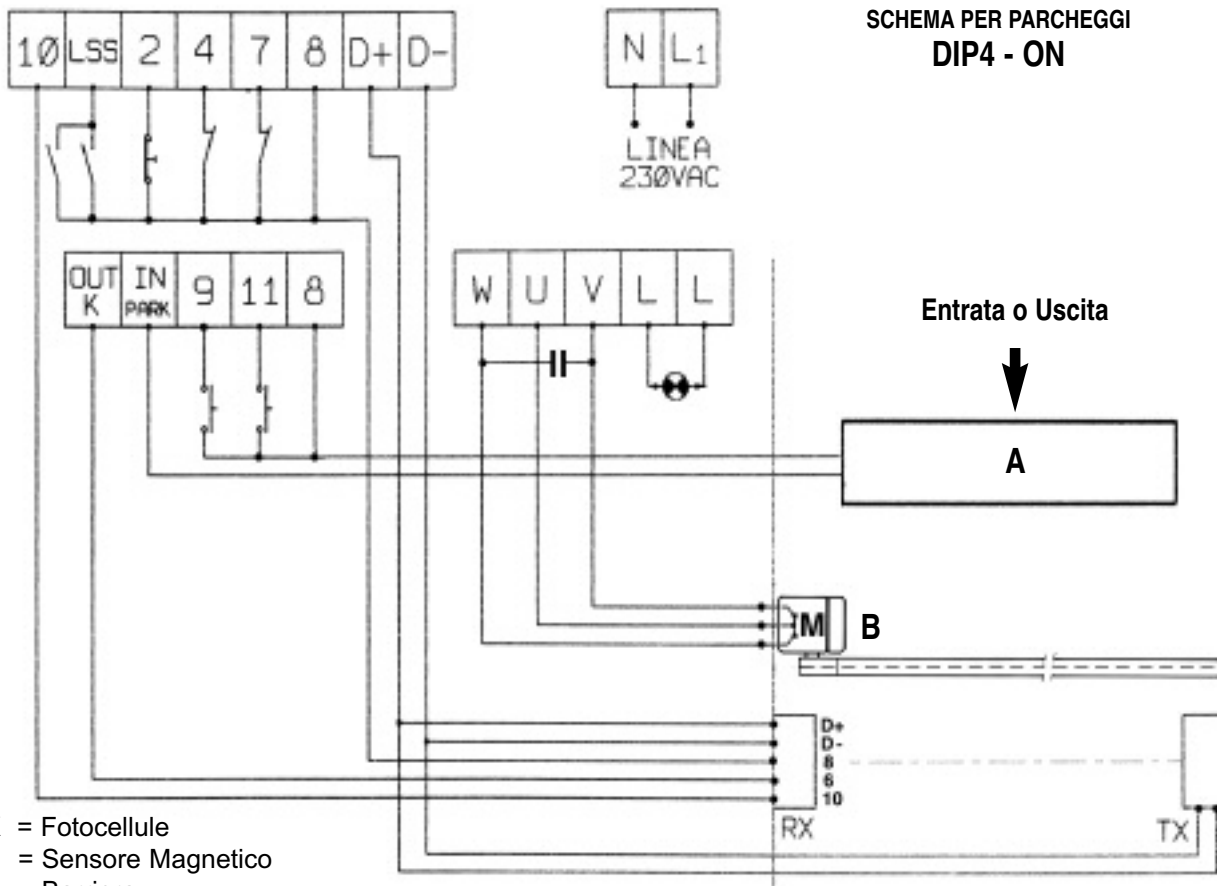 SCHEMA PER PARCHEGGI
DIP4 - ON
10 LSS 2 4 7 8 D+ D-
N L1
LINEA
230VAC
OUT K IN PARK 9 11 8
W U V L L
Entrata o Uscita
A
M B
D+
D-
8
6
10
RX
TX
= Fotocellule
= Sensore Magnetico